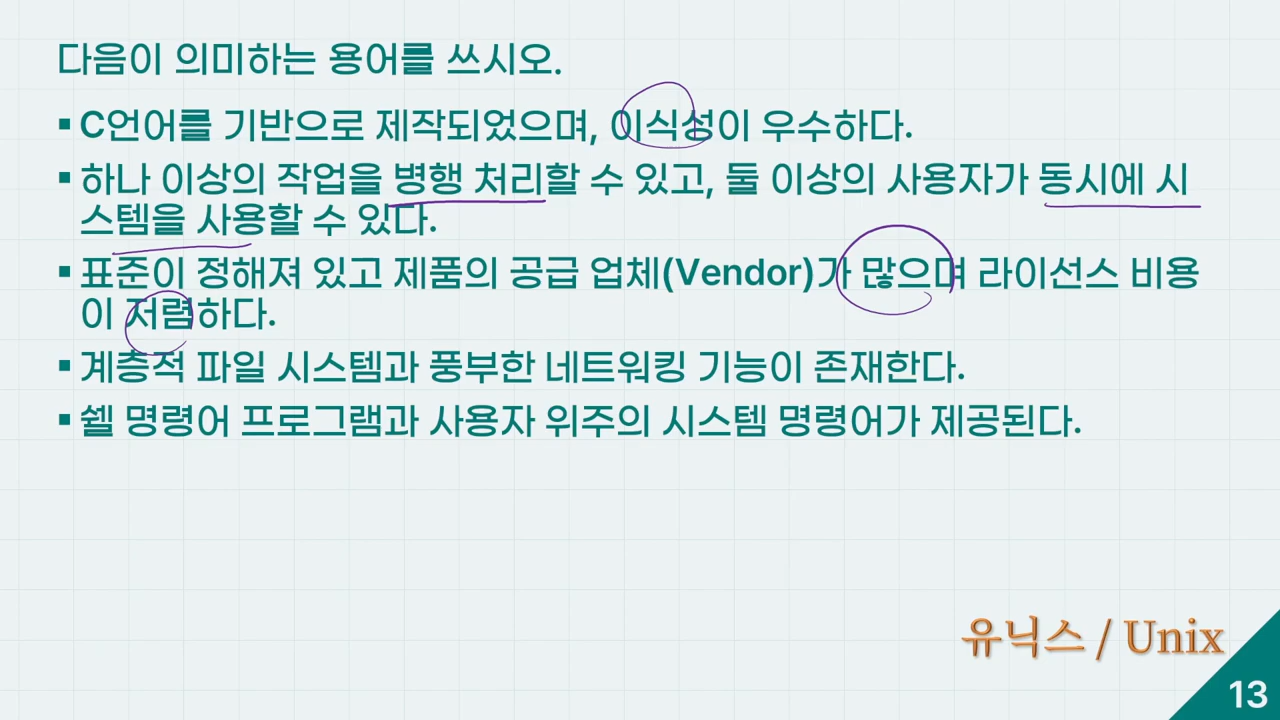 다음이 의미하는 용어를 쓰시오.
▪ C언어를 기반으로 제작되었으며, 이식성이 우수하다.
▪ 하나 이상의 작업을 병행 처리할 수 있고, 둘 이상의 사용자가 동시에 시
스템을 사용할 수 있다.
▪ 표준이 정해져 있고 제품의 공급 업체(Vendor)가 많으며 라이선스 비용
이 저렴하다.
▪ 계층적 파일 시스템과 풍부한 네트워킹 기능이 존재한다.
▪ 쉘 명령어 프로그램과 사용자 위주의 시스템 명령어가 제공된다.
유닉스 / Unix
13